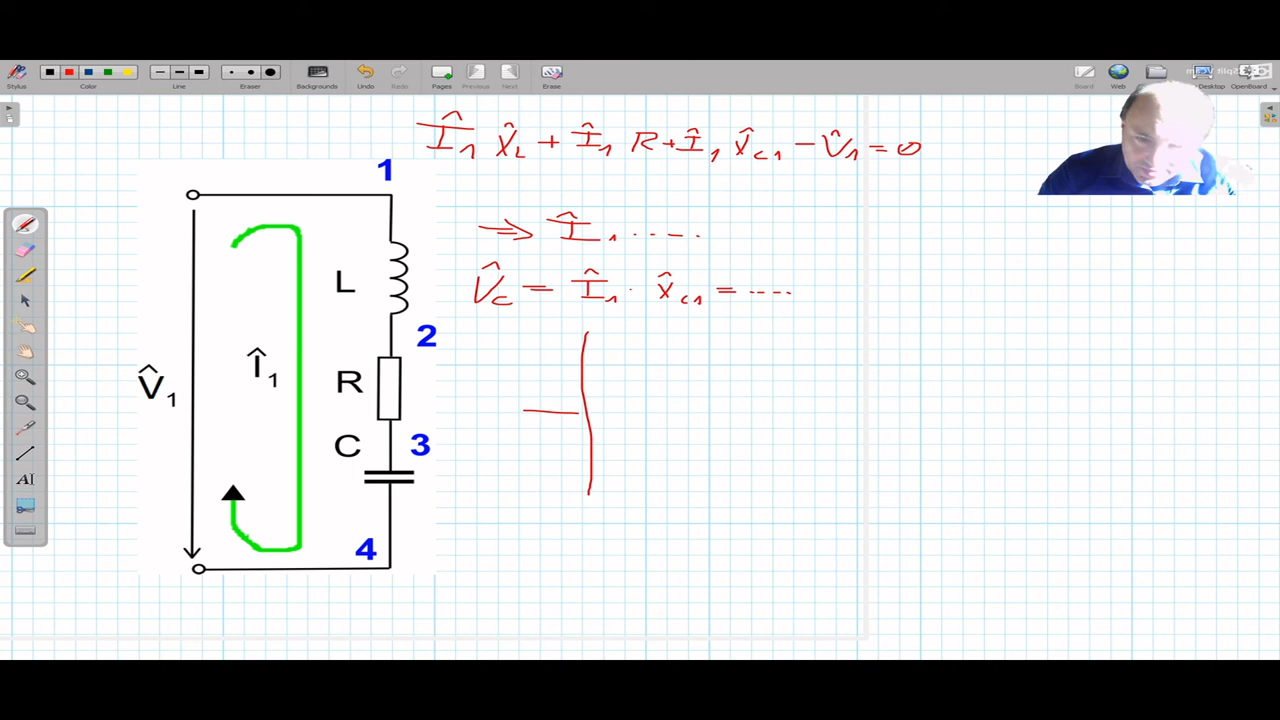 Color
Line
Eraser
Stylus
Backgrounds
Undo
Redo
Pages
Previous
Next
Erase
Board
Web
Desktop
OpenBoard
Î₁ X̂L + Î₁ R + Î₁ X̂C1 − V̂₁ = 0
⇒ Î₁ .....
V̂C = Î₁ · X̂C1 = .....
1
L
2
V̂₁
Î₁
R
C
3
4
AI